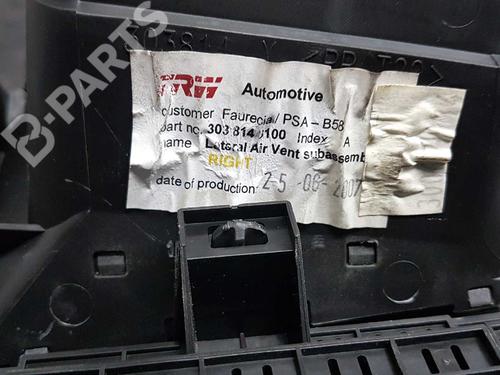 B-PARTS
TRW Automotive
customer Faurecia/ PSA - B58
part no. 303 814 Index A
name Lateral Air Vent subassemb
RIGHT
date of production 25 -06- 2007
B-PARTS